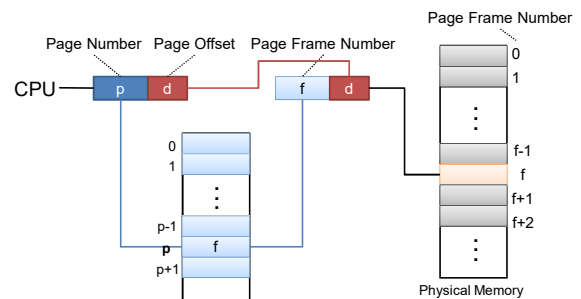 Page Number
Page Offset
Page Frame Number
Page Frame Number
CPU
p
d
f
d
0
1
p-1
p
f
p+1
0
1
f-1
f
f+1
f+2
Physical Memory